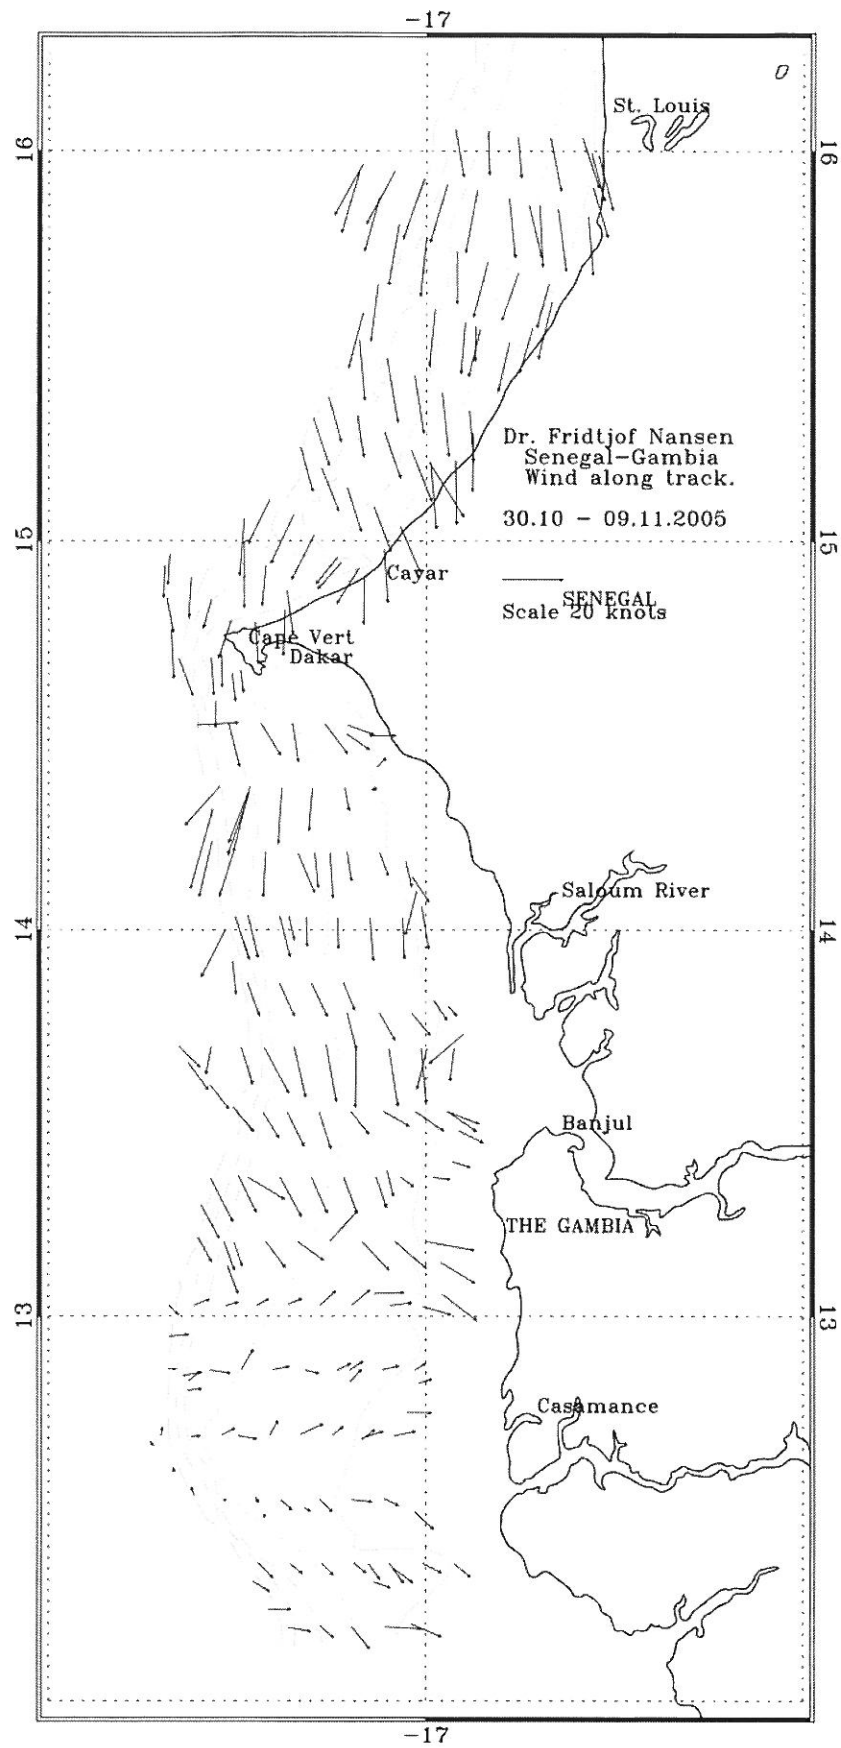 -17
St. Louis
16
16
Dr. Fridtjof Nansen
Senegal-Gambia
Wind along track.
30.10 - 09.11.2005
15
15
Cayar
SENEGAL
Scale 20 knots
Cape Vert
Dakar
Saloum River
14
14
Banjul
THE GAMBIA
13
13
Casamance
-17